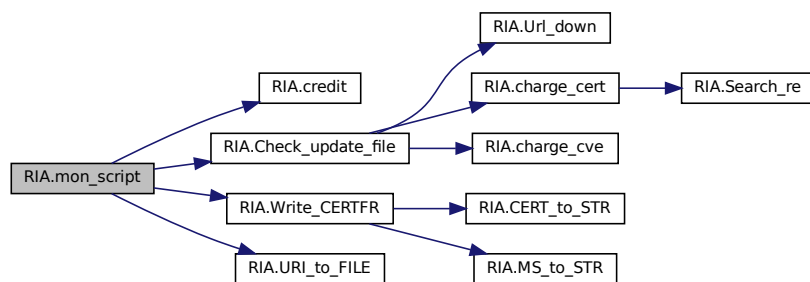 RIA.Url_down
RIA.credit
RIA.charge_cert
RIA.Search_re
RIA.Check_update_file
RIA.charge_cve
RIA.mon_script
RIA.Write_CERTFR
RIA.CERT_to_STR
RIA.URI_to_FILE
RIA.MS_to_STR